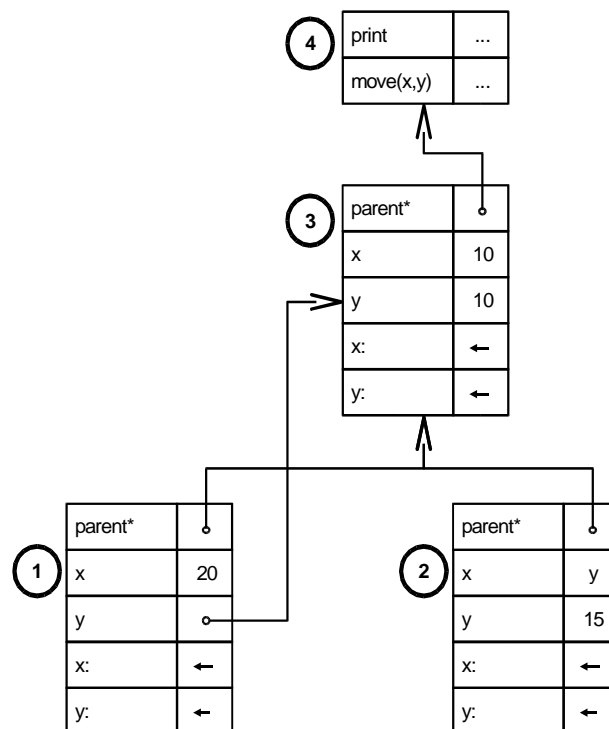 4
print ...
move(x,y) ...
3
parent*
x 10
y 10
x: ←
y: ←
1
parent*
x 20
y
x: ←
y: ←
2
parent*
x y
y 15
x: ←
y: ←